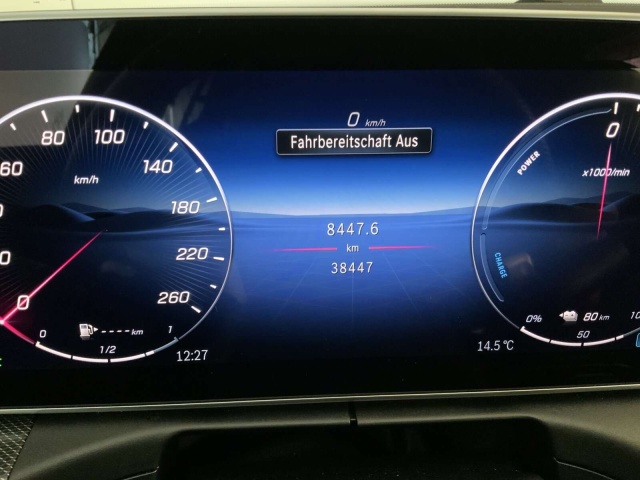 0 km/h
Fahrbereitschaft Aus
8447.6
km
38447
60
80
100
140
180
220
260
0
km/h
0
1/2
1
----- km
12:27
POWER
CHARGE
0
x1000/min
0%
50
10
80 km
14.5 °C